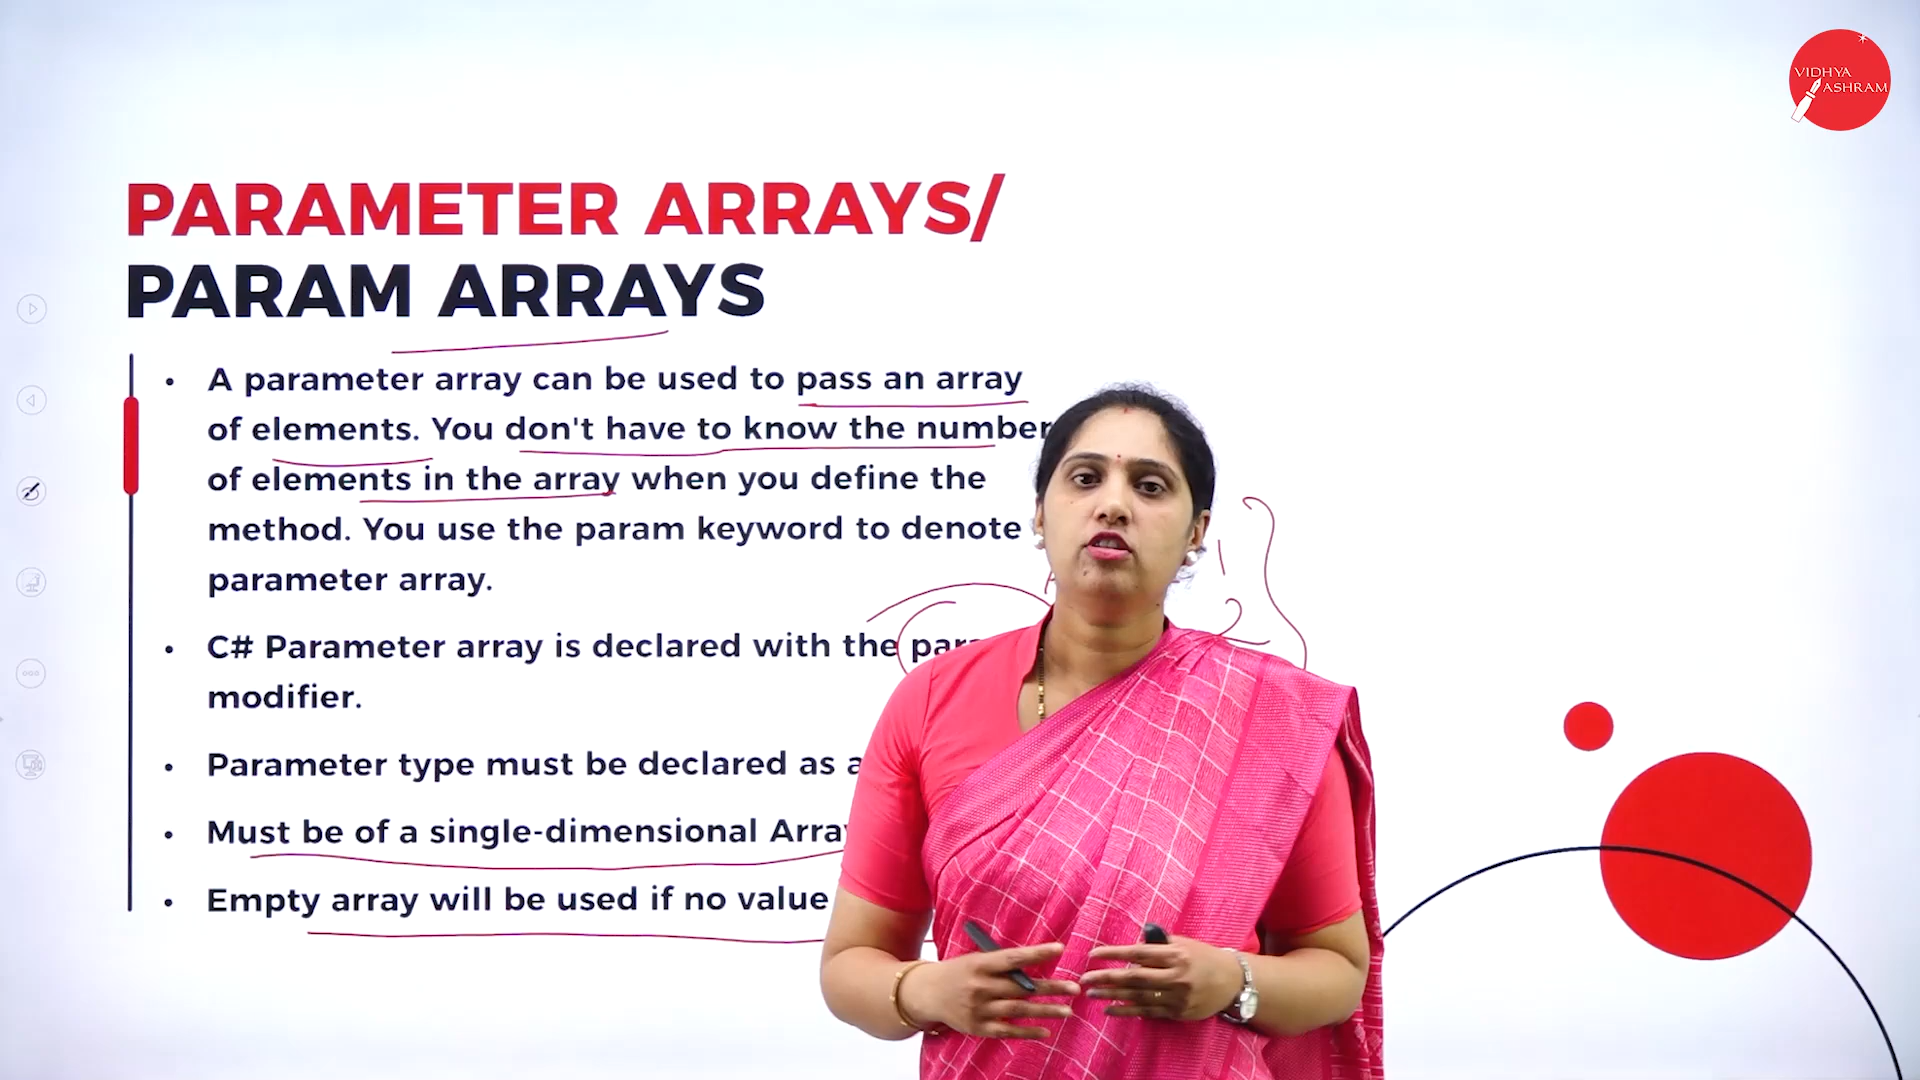 VIDHYA
ASHRAM
PARAMETER ARRAYS/
PARAM ARRAYS
• A parameter array can be used to pass an array
of elements. You don't have to know the number
of elements in the array when you define the
method. You use the param keyword to denote
parameter array.
• C# Parameter array is declared with the
modifier.
• Parameter type must be declared as
• Must be of a single-dimensional
• Empty array will be used if no value